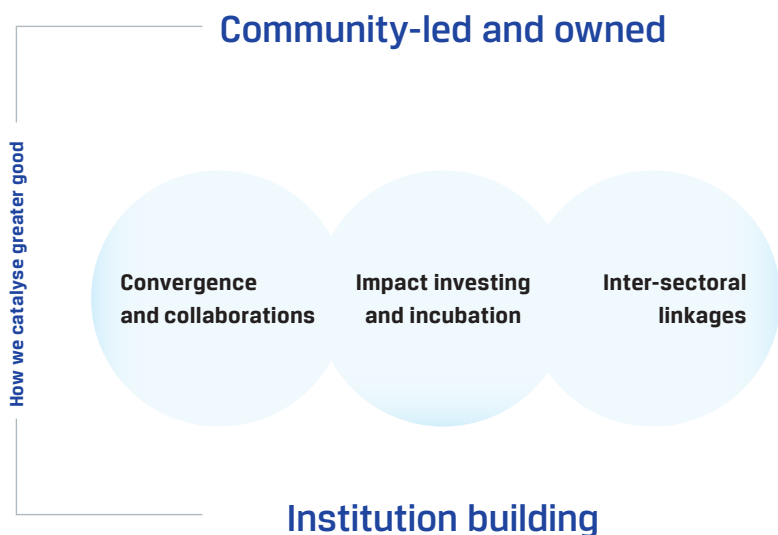 Community-led and owned
How we catalyse greater good
Convergence
and collaborations
Impact investing
and incubation
Inter-sectoral
linkages
Institution building